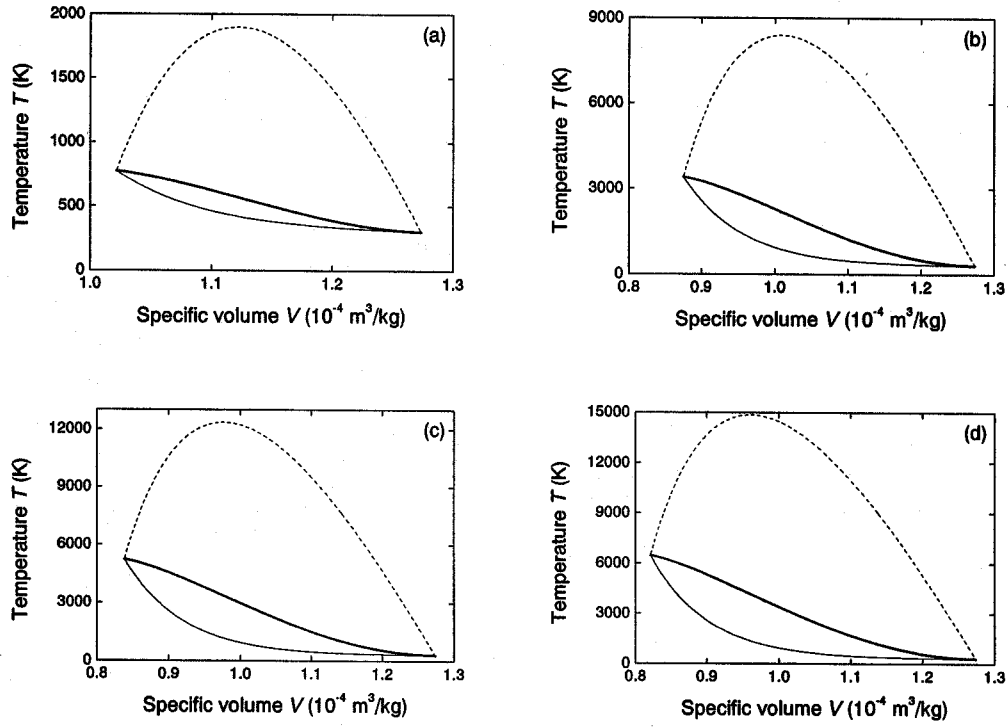 (a)
Temperature T (K)
2000
1500
1000
500
0
1.0 1.1 1.2 1.3
Specific volume V (10⁻⁴ m³/kg)
(b)
Temperature T (K)
9000
6000
3000
0
0.8 0.9 1.0 1.1 1.2 1.3
Specific volume V (10⁻⁴ m³/kg)
(c)
Temperature T (K)
12000
9000
6000
3000
0
0.8 0.9 1.0 1.1 1.2 1.3
Specific volume V (10⁻⁴ m³/kg)
(d)
Temperature T (K)
15000
12000
9000
6000
3000
0
0.8 0.9 1.0 1.1 1.2 1.3
Specific volume V (10⁻⁴ m³/kg)